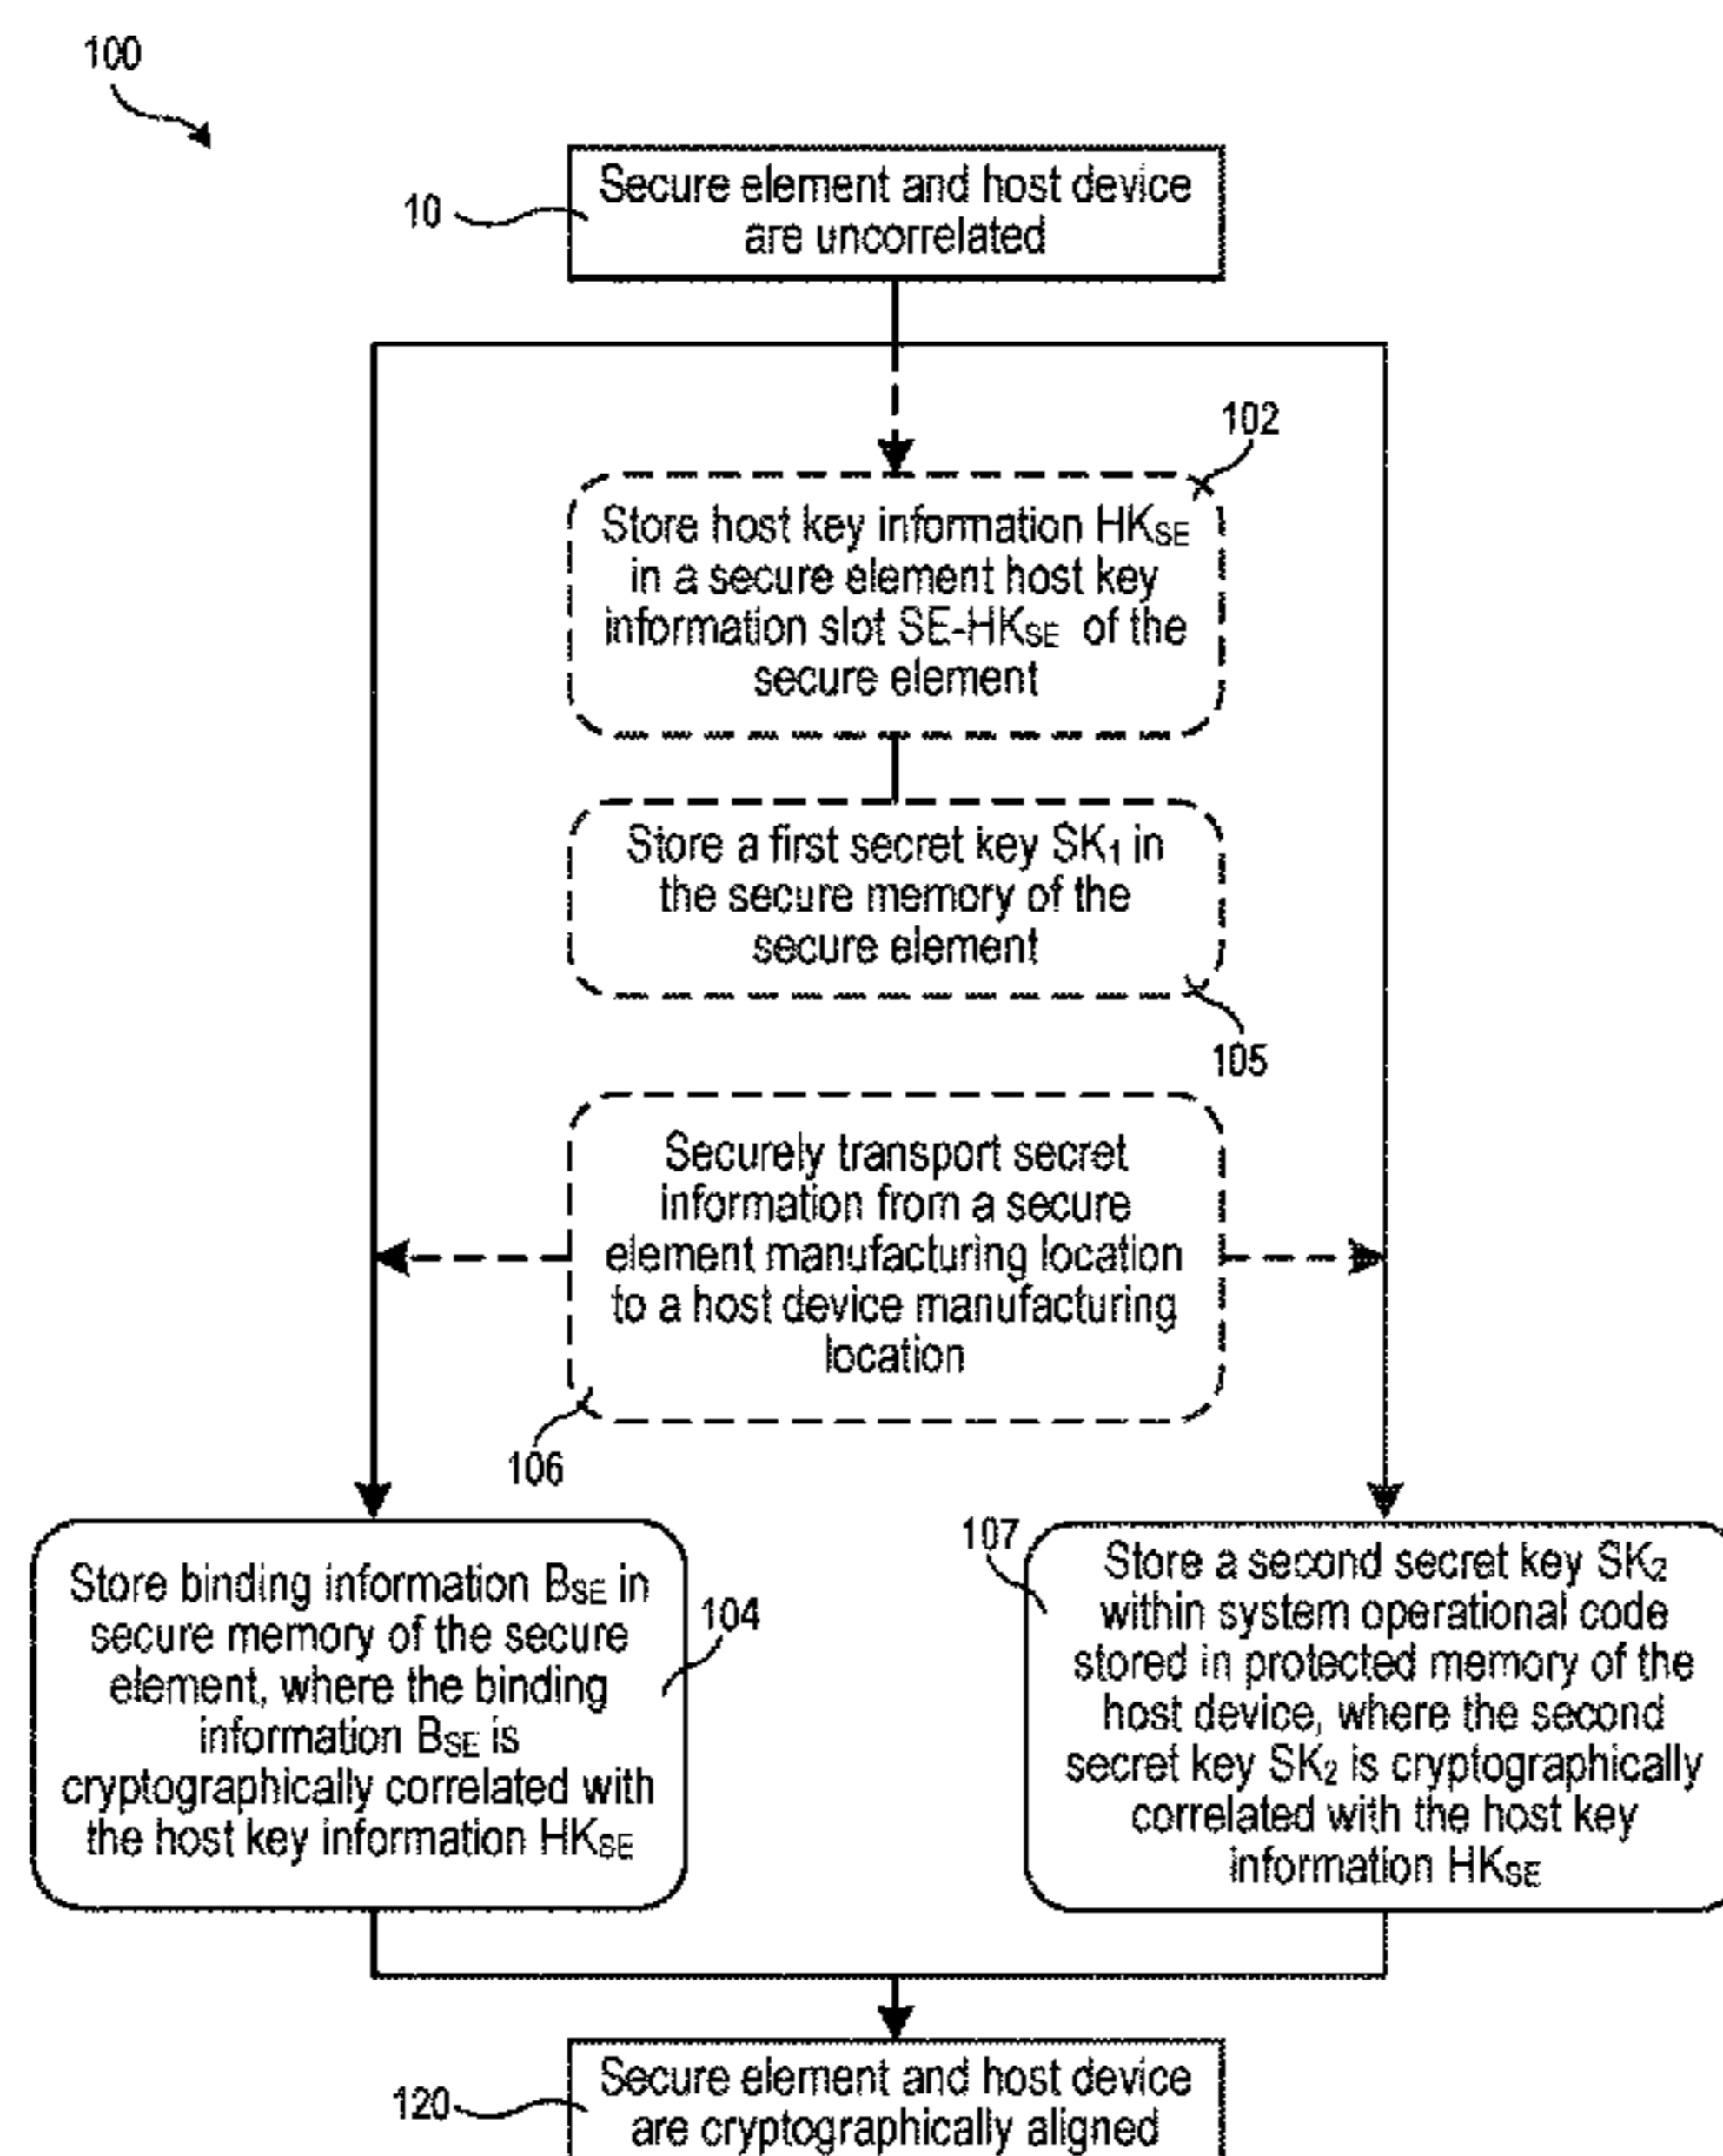 100
10
Secure element and host device
are uncorrelated
102
Store host key information HKSE
in a secure element host key
information slot SE-HKSE of the
secure element
Store a first secret key SK1 in
the secure memory of the
secure element
105
Securely transport secret
information from a secure
element manufacturing location
to a host device manufacturing
location
106
Store binding information BSE in
secure memory of the secure
element, where the binding
information BSE is
cryptographically correlated with
the host key information HKSE
104
107
Store a second secret key SK2
within system operational code
stored in protected memory of the
host device, where the second
secret key SK2 is cryptographically
correlated with the host key
information HKSE
120
Secure element and host device
are cryptographically aligned